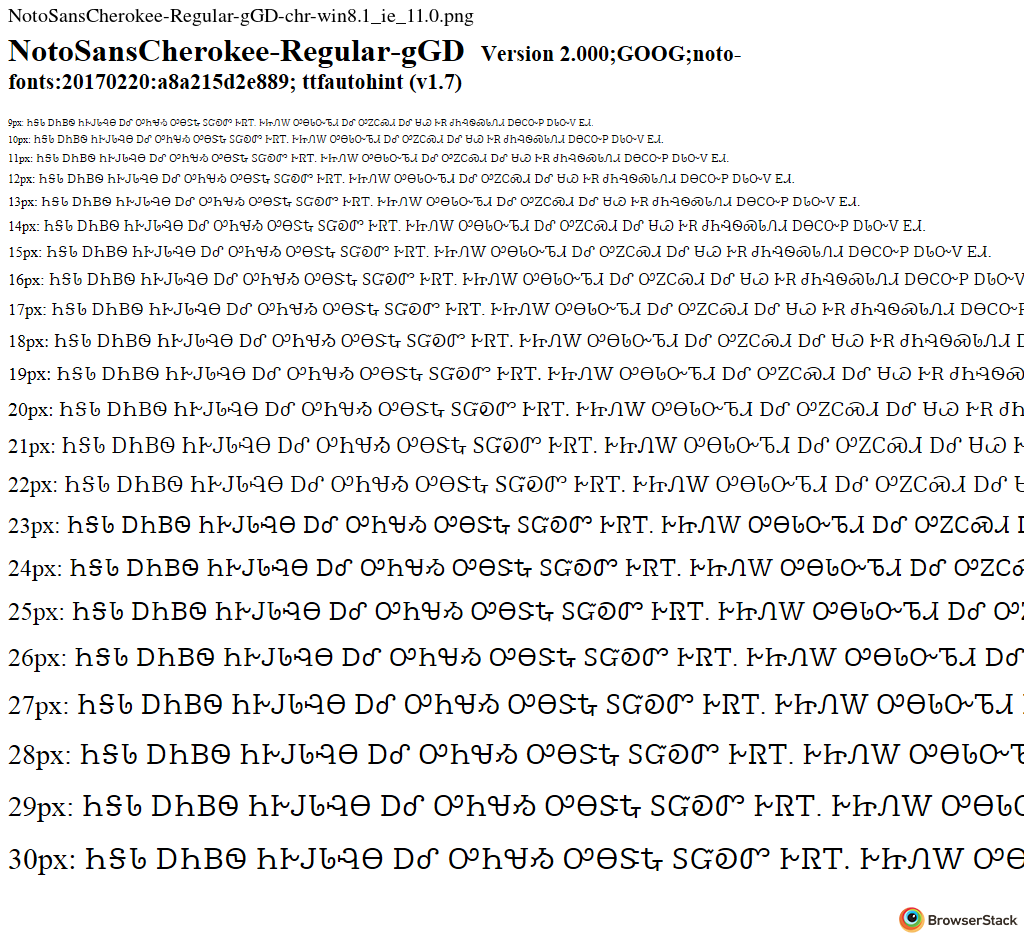 NotoSansCherokee-Regular-gGD-chr-win8.1_ie_11.0.png
NotoSansCherokee-Regular-gGD Version 2.000;GOOG;noto-
fonts:20170220:a8a215d2e889; ttfautohint (v1.7)
9px: ᏂᎦᏓ ᎠᏂᏴᏫ ᏂᎨᎫᏓᎸᎾ ᎠᎴ ᎤᏂᏠᏱ ᎤᎾᏕᎿ ᏚᏳᎧᏛ ᎨᏒᎢ. ᎨᏥᏁᎳ ᎤᎾᏓᏅᏖᏗ ᎠᎴ ᎤᏃᏟᏍᏗ ᎠᎴ ᏌᏊ ᎨᏒ ᏧᏂᎸᏫᏍᏓᏁᏗ ᎠᎾᏟᏅᏢ ᎠᏓᏅᏙ ᎬᏗ.
10px: ᏂᎦᏓ ᎠᏂᏴᏫ ᏂᎨᎫᏓᎸᎾ ᎠᎴ ᎤᏂᏠᏱ ᎤᎾᏕᎿ ᏚᏳᎧᏛ ᎨᏒᎢ. ᎨᏥᏁᎳ ᎤᎾᏓᏅᏖᏗ ᎠᎴ ᎤᏃᏟᏍᏗ ᎠᎴ ᏌᏊ ᎨᏒ ᏧᏂᎸᏫᏍᏓᏁᏗ ᎠᎾᏟᏅᏢ ᎠᏓᏅᏙ ᎬᏗ.
11px: ᏂᎦᏓ ᎠᏂᏴᏫ ᏂᎨᎫᏓᎸᎾ ᎠᎴ ᎤᏂᏠᏱ ᎤᎾᏕᎿ ᏚᏳᎧᏛ ᎨᏒᎢ. ᎨᏥᏁᎳ ᎤᎾᏓᏅᏖᏗ ᎠᎴ ᎤᏃᏟᏍᏗ ᎠᎴ ᏌᏊ ᎨᏒ ᏧᏂᎸᏫᏍᏓᏁᏗ ᎠᎾᏟᏅᏢ ᎠᏓᏅᏙ ᎬᏗ.
12px: ᏂᎦᏓ ᎠᏂᏴᏫ ᏂᎨᎫᏓᎸᎾ ᎠᎴ ᎤᏂᏠᏱ ᎤᎾᏕᎿ ᏚᏳᎧᏛ ᎨᏒᎢ. ᎨᏥᏁᎳ ᎤᎾᏓᏅᏖᏗ ᎠᎴ ᎤᏃᏟᏍᏗ ᎠᎴ ᏌᏊ ᎨᏒ ᏧᏂᎸᏫᏍᏓᏁᏗ ᎠᎾᏟᏅᏢ ᎠᏓᏅᏙ ᎬᏗ.
13px: ᏂᎦᏓ ᎠᏂᏴᏫ ᏂᎨᎫᏓᎸᎾ ᎠᎴ ᎤᏂᏠᏱ ᎤᎾᏕᎿ ᏚᏳᎧᏛ ᎨᏒᎢ. ᎨᏥᏁᎳ ᎤᎾᏓᏅᏖᏗ ᎠᎴ ᎤᏃᏟᏍᏗ ᎠᎴ ᏌᏊ ᎨᏒ ᏧᏂᎸᏫᏍᏓᏁᏗ ᎠᎾᏟᏅᏢ ᎠᏓᏅᏙ ᎬᏗ.
14px: ᏂᎦᏓ ᎠᏂᏴᏫ ᏂᎨᎫᏓᎸᎾ ᎠᎴ ᎤᏂᏠᏱ ᎤᎾᏕᎿ ᏚᏳᎧᏛ ᎨᏒᎢ. ᎨᏥᏁᎳ ᎤᎾᏓᏅᏖᏗ ᎠᎴ ᎤᏃᏟᏍᏗ ᎠᎴ ᏌᏊ ᎨᏒ ᏧᏂᎸᏫᏍᏓᏁᏗ ᎠᎾᏟᏅᏢ ᎠᏓᏅᏙ ᎬᏗ.
15px: ᏂᎦᏓ ᎠᏂᏴᏫ ᏂᎨᎫᏓᎸᎾ ᎠᎴ ᎤᏂᏠᏱ ᎤᎾᏕᎿ ᏚᏳᎧᏛ ᎨᏒᎢ. ᎨᏥᏁᎳ ᎤᎾᏓᏅᏖᏗ ᎠᎴ ᎤᏃᏟᏍᏗ ᎠᎴ ᏌᏊ ᎨᏒ ᏧᏂᎸᏫᏍᏓᏁᏗ ᎠᎾᏟᏅᏢ ᎠᏓᏅᏙ ᎬᏗ.
16px: ᏂᎦᏓ ᎠᏂᏴᏫ ᏂᎨᎫᏓᎸᎾ ᎠᎴ ᎤᏂᏠᏱ ᎤᎾᏕᎿ ᏚᏳᎧᏛ ᎨᏒᎢ. ᎨᏥᏁᎳ ᎤᎾᏓᏅᏖᏗ ᎠᎴ ᎤᏃᏟᏍᏗ ᎠᎴ ᏌᏊ ᎨᏒ ᏧᏂᎸᏫᏍᏓᏁᏗ ᎠᎾᏟᏅᏢ ᎠᏓᏅᏙ
17px: ᏂᎦᏓ ᎠᏂᏴᏫ ᏂᎨᎫᏓᎸᎾ ᎠᎴ ᎤᏂᏠᏱ ᎤᎾᏕᎿ ᏚᏳᎧᏛ ᎨᏒᎢ. ᎨᏥᏁᎳ ᎤᎾᏓᏅᏖᏗ ᎠᎴ ᎤᏃᏟᏍᏗ ᎠᎴ ᏌᏊ ᎨᏒ ᏧᏂᎸᏫᏍᏓᏁᏗ ᎠᎾᏟᏅᏢ
18px: ᏂᎦᏓ ᎠᏂᏴᏫ ᏂᎨᎫᏓᎸᎾ ᎠᎴ ᎤᏂᏠᏱ ᎤᎾᏕᎿ ᏚᏳᎧᏛ ᎨᏒᎢ. ᎨᏥᏁᎳ ᎤᎾᏓᏅᏖᏗ ᎠᎴ ᎤᏃᏟᏍᏗ ᎠᎴ ᏌᏊ ᎨᏒ ᏧᏂᎸᏫᏍᏓᏁᏗ Ꭰ
19px: ᏂᎦᏓ ᎠᏂᏴᏫ ᏂᎨᎫᏓᎸᎾ ᎠᎴ ᎤᏂᏠᏱ ᎤᎾᏕᎿ ᏚᏳᎧᏛ ᎨᏒᎢ. ᎨᏥᏁᎳ ᎤᎾᏓᏅᏖᏗ ᎠᎴ ᎤᏃᏟᏍᏗ ᎠᎴ ᏌᏊ ᎨᏒ ᏧᏂᎸᏫᏍ
20px: ᏂᎦᏓ ᎠᏂᏴᏫ ᏂᎨᎫᏓᎸᎾ ᎠᎴ ᎤᏂᏠᏱ ᎤᎾᏕᎿ ᏚᏳᎧᏛ ᎨᏒᎢ. ᎨᏥᏁᎳ ᎤᎾᏓᏅᏖᏗ ᎠᎴ ᎤᏃᏟᏍᏗ ᎠᎴ ᏌᏊ ᎨᏒ ᏧᏂ
21px: ᏂᎦᏓ ᎠᏂᏴᏫ ᏂᎨᎫᏓᎸᎾ ᎠᎴ ᎤᏂᏠᏱ ᎤᎾᏕᎿ ᏚᏳᎧᏛ ᎨᏒᎢ. ᎨᏥᏁᎳ ᎤᎾᏓᏅᏖᏗ ᎠᎴ ᎤᏃᏟᏍᏗ ᎠᎴ ᏌᏊ Ꭸ
22px: ᏂᎦᏓ ᎠᏂᏴᏫ ᏂᎨᎫᏓᎸᎾ ᎠᎴ ᎤᏂᏠᏱ ᎤᎾᏕᎿ ᏚᏳᎧᏛ ᎨᏒᎢ. ᎨᏥᏁᎳ ᎤᎾᏓᏅᏖᏗ ᎠᎴ ᎤᏃᏟᏍᏗ ᎠᎴ Ꮜ
23px: ᏂᎦᏓ ᎠᏂᏴᏫ ᏂᎨᎫᏓᎸᎾ ᎠᎴ ᎤᏂᏠᏱ ᎤᎾᏕᎿ ᏚᏳᎧᏛ ᎨᏒᎢ. ᎨᏥᏁᎳ ᎤᎾᏓᏅᏖᏗ ᎠᎴ ᎤᏃᏟᏍᏗ Ꭰ
24px: ᏂᎦᏓ ᎠᏂᏴᏫ ᏂᎨᎫᏓᎸᎾ ᎠᎴ ᎤᏂᏠᏱ ᎤᎾᏕᎿ ᏚᏳᎧᏛ ᎨᏒᎢ. ᎨᏥᏁᎳ ᎤᎾᏓᏅᏖᏗ ᎠᎴ ᎤᏃᏟᏍ
25px: ᏂᎦᏓ ᎠᏂᏴᏫ ᏂᎨᎫᏓᎸᎾ ᎠᎴ ᎤᏂᏠᏱ ᎤᎾᏕᎿ ᏚᏳᎧᏛ ᎨᏒᎢ. ᎨᏥᏁᎳ ᎤᎾᏓᏅᏖᏗ ᎠᎴ ᎤᏃ
26px: ᏂᎦᏓ ᎠᏂᏴᏫ ᏂᎨᎫᏓᎸᎾ ᎠᎴ ᎤᏂᏠᏱ ᎤᎾᏕᎿ ᏚᏳᎧᏛ ᎨᏒᎢ. ᎨᏥᏁᎳ ᎤᎾᏓᏅᏖᏗ ᎠᎴ
27px: ᏂᎦᏓ ᎠᏂᏴᏫ ᏂᎨᎫᏓᎸᎾ ᎠᎴ ᎤᏂᏠᏱ ᎤᎾᏕᎿ ᏚᏳᎧᏛ ᎨᏒᎢ. ᎨᏥᏁᎳ ᎤᎾᏓᏅᏖᏗ
28px: ᏂᎦᏓ ᎠᏂᏴᏫ ᏂᎨᎫᏓᎸᎾ ᎠᎴ ᎤᏂᏠᏱ ᎤᎾᏕᎿ ᏚᏳᎧᏛ ᎨᏒᎢ. ᎨᏥᏁᎳ ᎤᎾᏓᏅᏖ
29px: ᏂᎦᏓ ᎠᏂᏴᏫ ᏂᎨᎫᏓᎸᎾ ᎠᎴ ᎤᏂᏠᏱ ᎤᎾᏕᎿ ᏚᏳᎧᏛ ᎨᏒᎢ. ᎨᏥᏁᎳ ᎤᎾᏓᏅ
30px: ᏂᎦᏓ ᎠᏂᏴᏫ ᏂᎨᎫᏓᎸᎾ ᎠᎴ ᎤᏂᏠᏱ ᎤᎾᏕᎿ ᏚᏳᎧᏛ ᎨᏒᎢ. ᎨᏥᏁᎳ ᎤᎾ
BrowserStack